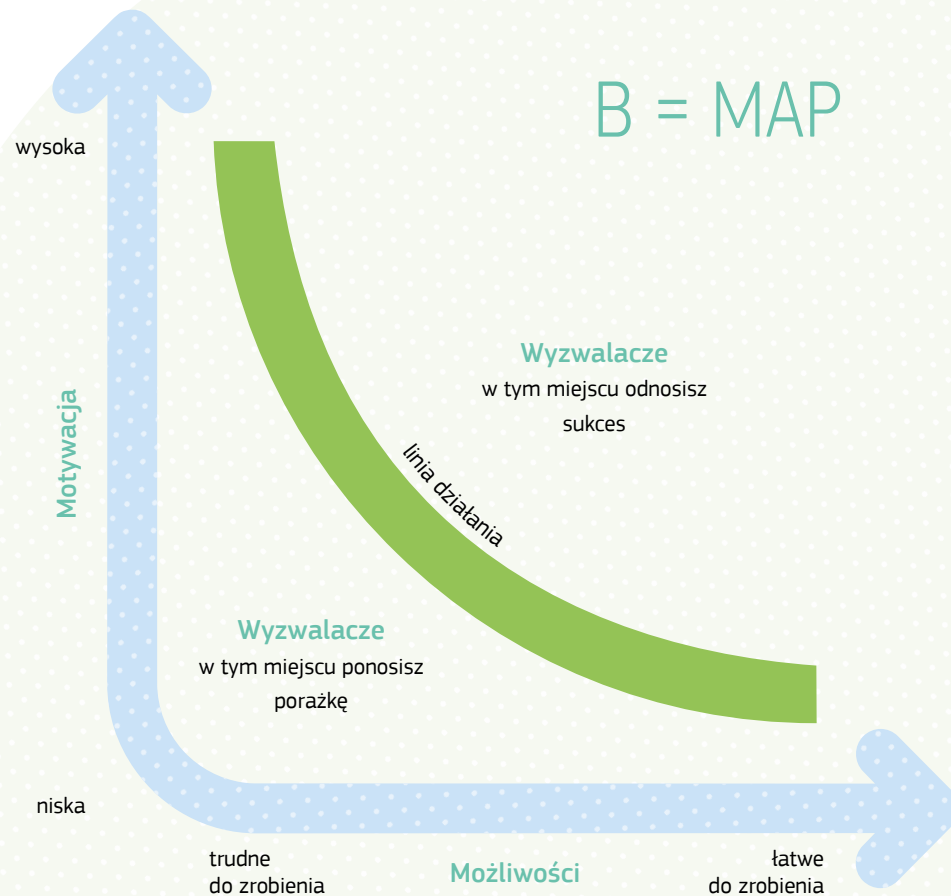 B = MAP
wysoka
Wyzwalacze
w tym miejscu odnosisz
sukces
Motywacja
linia działania
Wyzwalacze
w tym miejscu ponosisz
porażkę
niska
trudne
do zrobienia
Możliwości
łatwe
do zrobienia